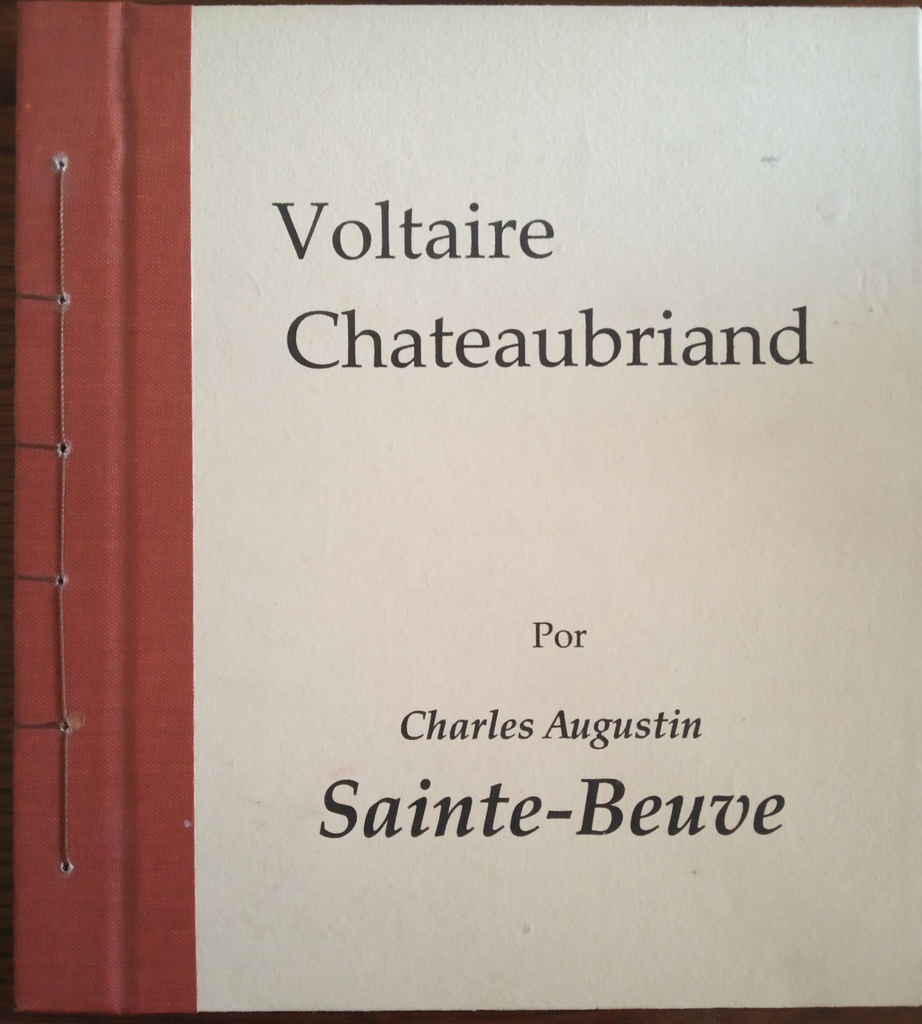 Voltaire
Chateaubriand
Por
Charles Augustin
Sainte-Beuve